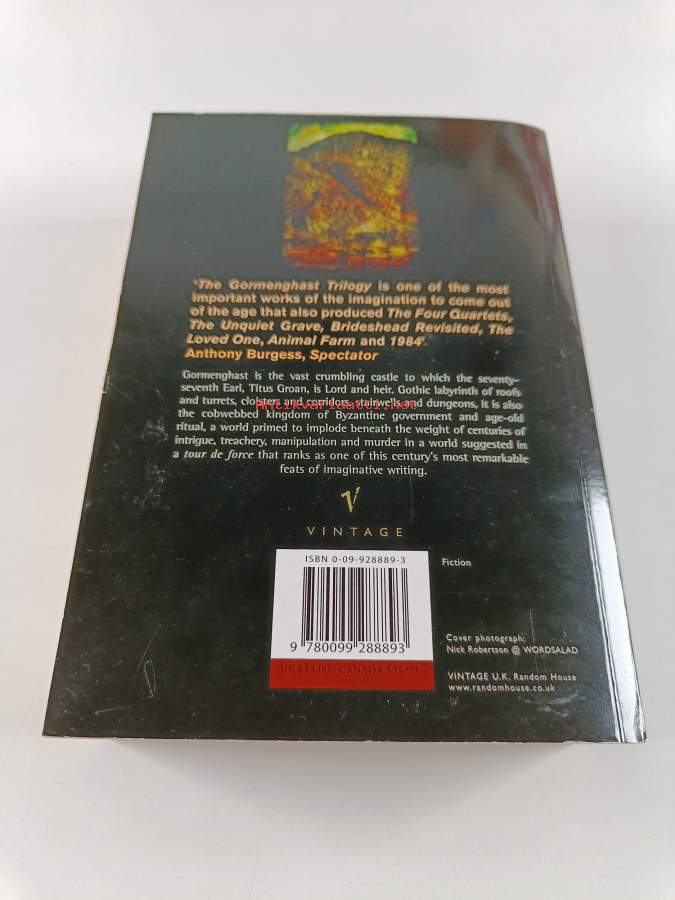 'The Gormenghast Trilogy is one of the most
important works of the imagination to come out
of the age that also produced The Four Quartets,
The Unquiet Grave, Brideshead Revisited, The
Loved One, Animal Farm and 1984'.
Anthony Burgess, Spectator
Gormenghast is the vast crumbling castle to which the seventy-
seventh Earl, Titus Groan, is Lord and heir. Gothic labyrinth of roofs
and turrets, cloisters and corridors, stairwells and dungeons, it is also
Antikvariaatti.net
the cobwebbed kingdom of Byzantine government and age-old
ritual, a world primed to implode beneath the weight of centuries of
intrigue, treachery, manipulation and murder in a world suggested in
a tour de force that ranks as one of this century's most remarkable
feats of imaginative writing.
V
VINTAGE
ISBN 0-09-928889-3
9 780099 288893
UK £14.00 · CANADA $35.99
Fiction
Cover photograph:
Nick Robertson @ WORDSALAD
VINTAGE U.K. Random House
www.randomhouse.co.uk